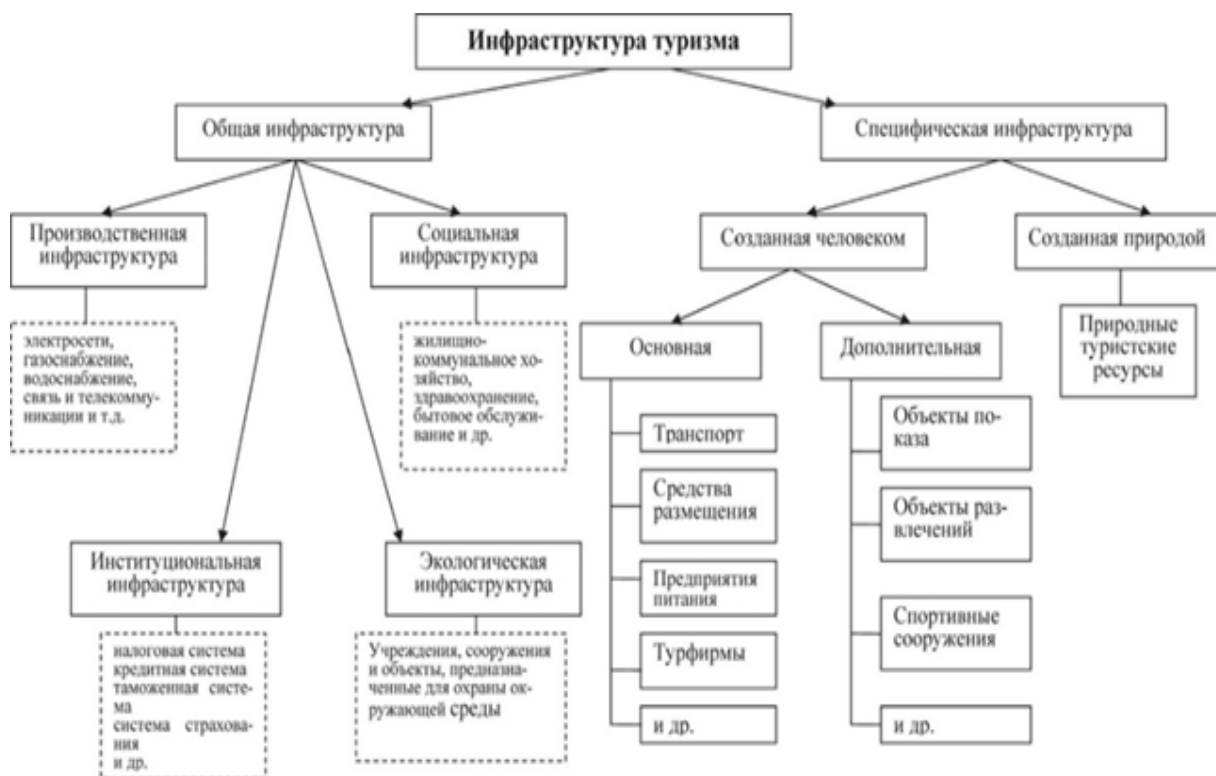 Инфраструктура туризма
Общая инфраструктура
Специфическая инфраструктура
Производственная
инфраструктура
Социальная
инфраструктура
Созданная человеком
Созданная природой
электросети,
газоснабжение,
водоснабжение,
связь и телекомму-
никации и т.д.
жилищно-
коммунальное хо-
зяйство,
здравоохранение,
бытовое обслужи-
вание и др.
Основная
Дополнительная
Природные
туристские
ресурсы
Транспорт
Средства
размещения
Предприятия
питания
Турфирмы
и др.
Объекты по-
каза
Объекты раз-
влечений
Спортивные
сооружения
и др.
Институциональная
инфраструктура
Экологическая
инфраструктура
налоговая система
кредитная система
таможенная систе-
ма
система страхова-
ния
и др.
Учреждения, сооружения
и объекты, предназна-
ченные для охраны ок-
ружающей среды